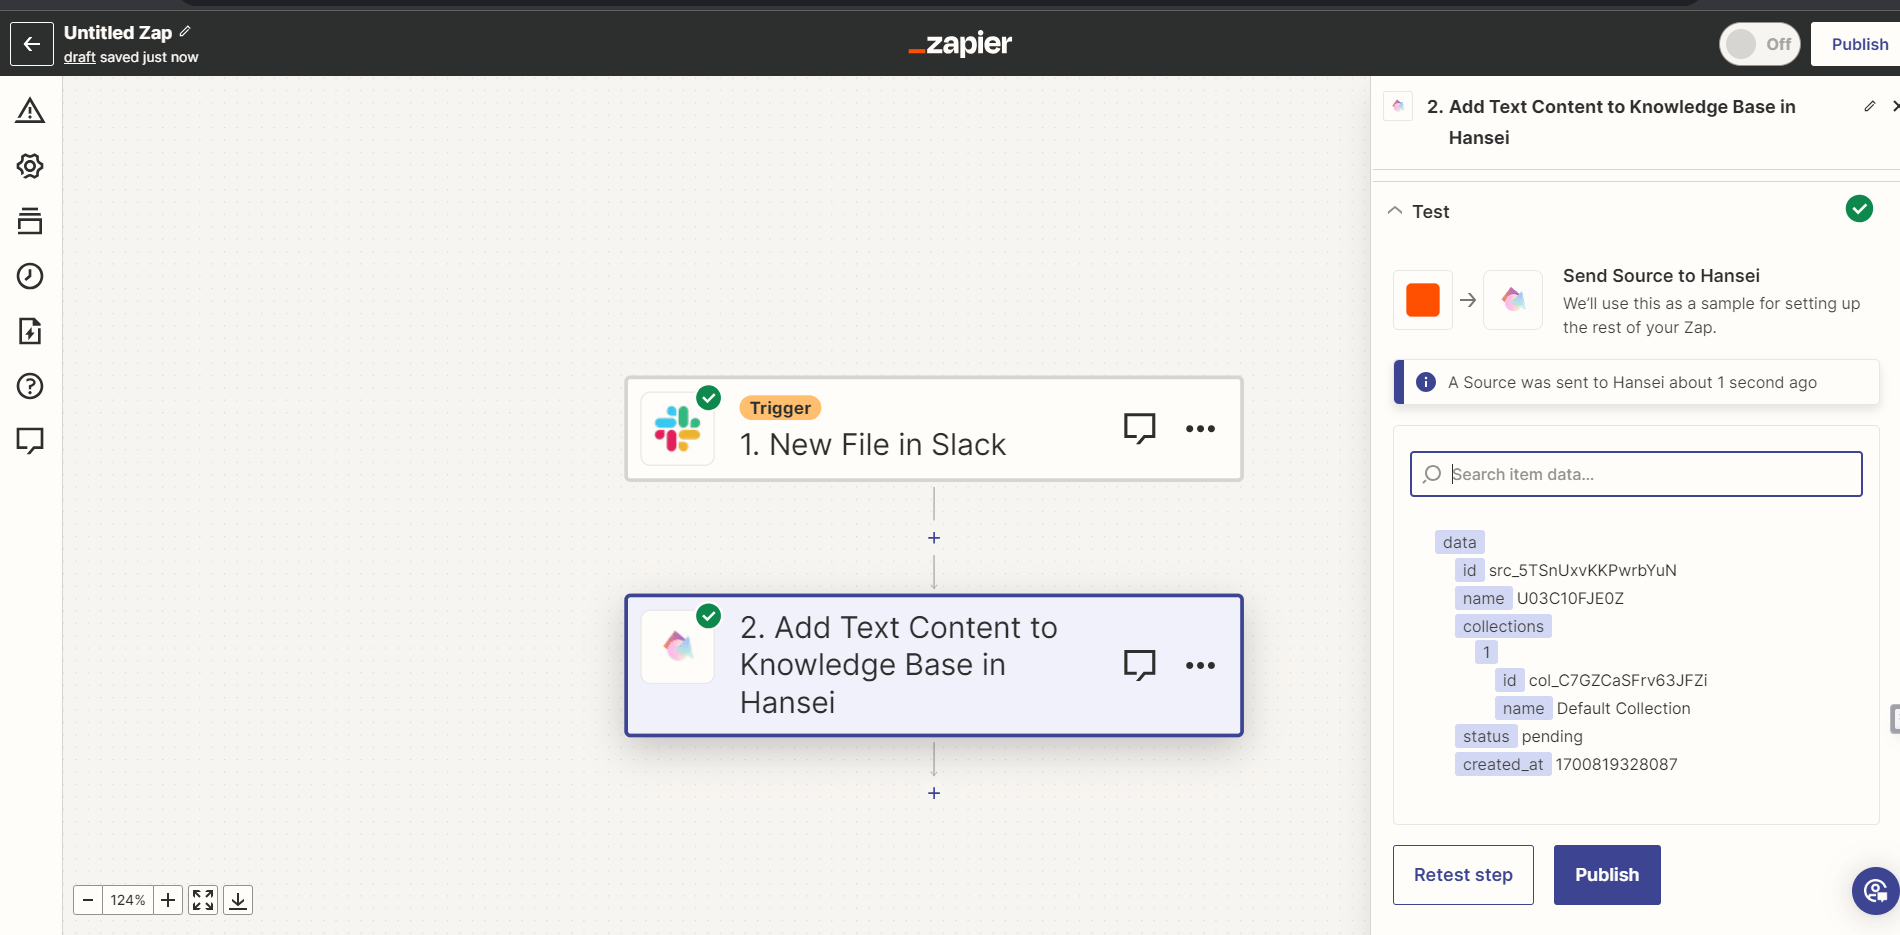 Untitled Zap
draft saved just now
zapier
Off
Publish
Trigger
1. New File in Slack
2. Add Text Content to
Knowledge Base in
Hansei
124%
2. Add Text Content to Knowledge Base in
Hansei
Test
Send Source to Hansei
We’ll use this as a sample for setting up
the rest of your Zap.
A Source was sent to Hansei about 1 second ago
Search item data...
data
id src_5TSnUxvKKPwrbYuN
name U03C10FJE0Z
collections
1
id col_C7GZCaSFrv63JFZi
name Default Collection
status pending
created_at 1700819328087
Retest step
Publish